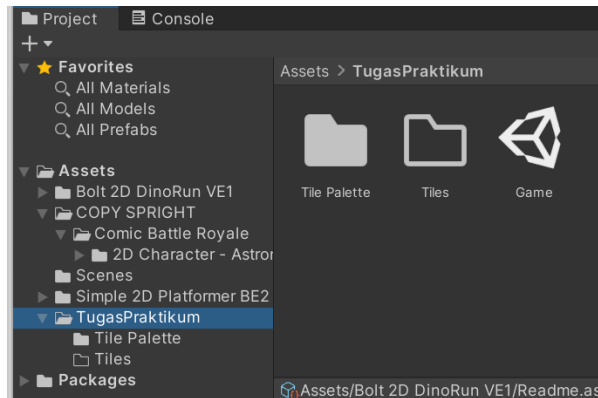 Project
Console
Favorites
All Materials
All Models
All Prefabs
Assets
Bolt 2D DinoRun VE1
COPY SPRIGHT
Comic Battle Royale
2D Character - Astror
Scenes
Simple 2D Platformer BE2
TugasPraktikum
Tile Palette
Tiles
Packages
Assets > TugasPraktikum
Tile Palette
Tiles
Game
Assets/Bolt 2D DinoRun VE1/Readme.as